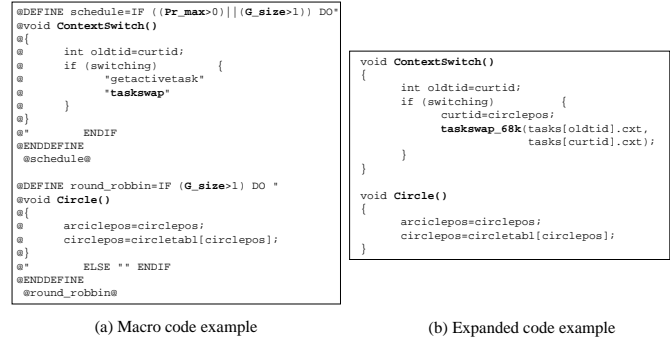 @DEFINE schedule=IF ((Pr_max>0)||(G_size>1)) DO"
@void ContextSwitch()
@{
@ int oldtid=curtid;
@ if (switching) {
@ "getactivetask"
@ "taskswap"
@ }
@}
@" ENDIF
@ENDDEFINE
@schedule@
@DEFINE round_robbin=IF (G_size>1) DO "
@void Circle()
@{
@ arciclepos=circlepos;
@ circlepos=circletabl[circlepos];
@}
@" ELSE "" ENDIF
@ENDDEFINE
@round_robbin@
(a) Macro code example
void ContextSwitch()
{
int oldtid=curtid;
if (switching) {
curtid=circlepos;
taskswap_68k(tasks[oldtid].cxt,
tasks[curtid].cxt);
}
}
void Circle()
{
arciclepos=circlepos;
circlepos=circletabl[circlepos];
}
(b) Expanded code example